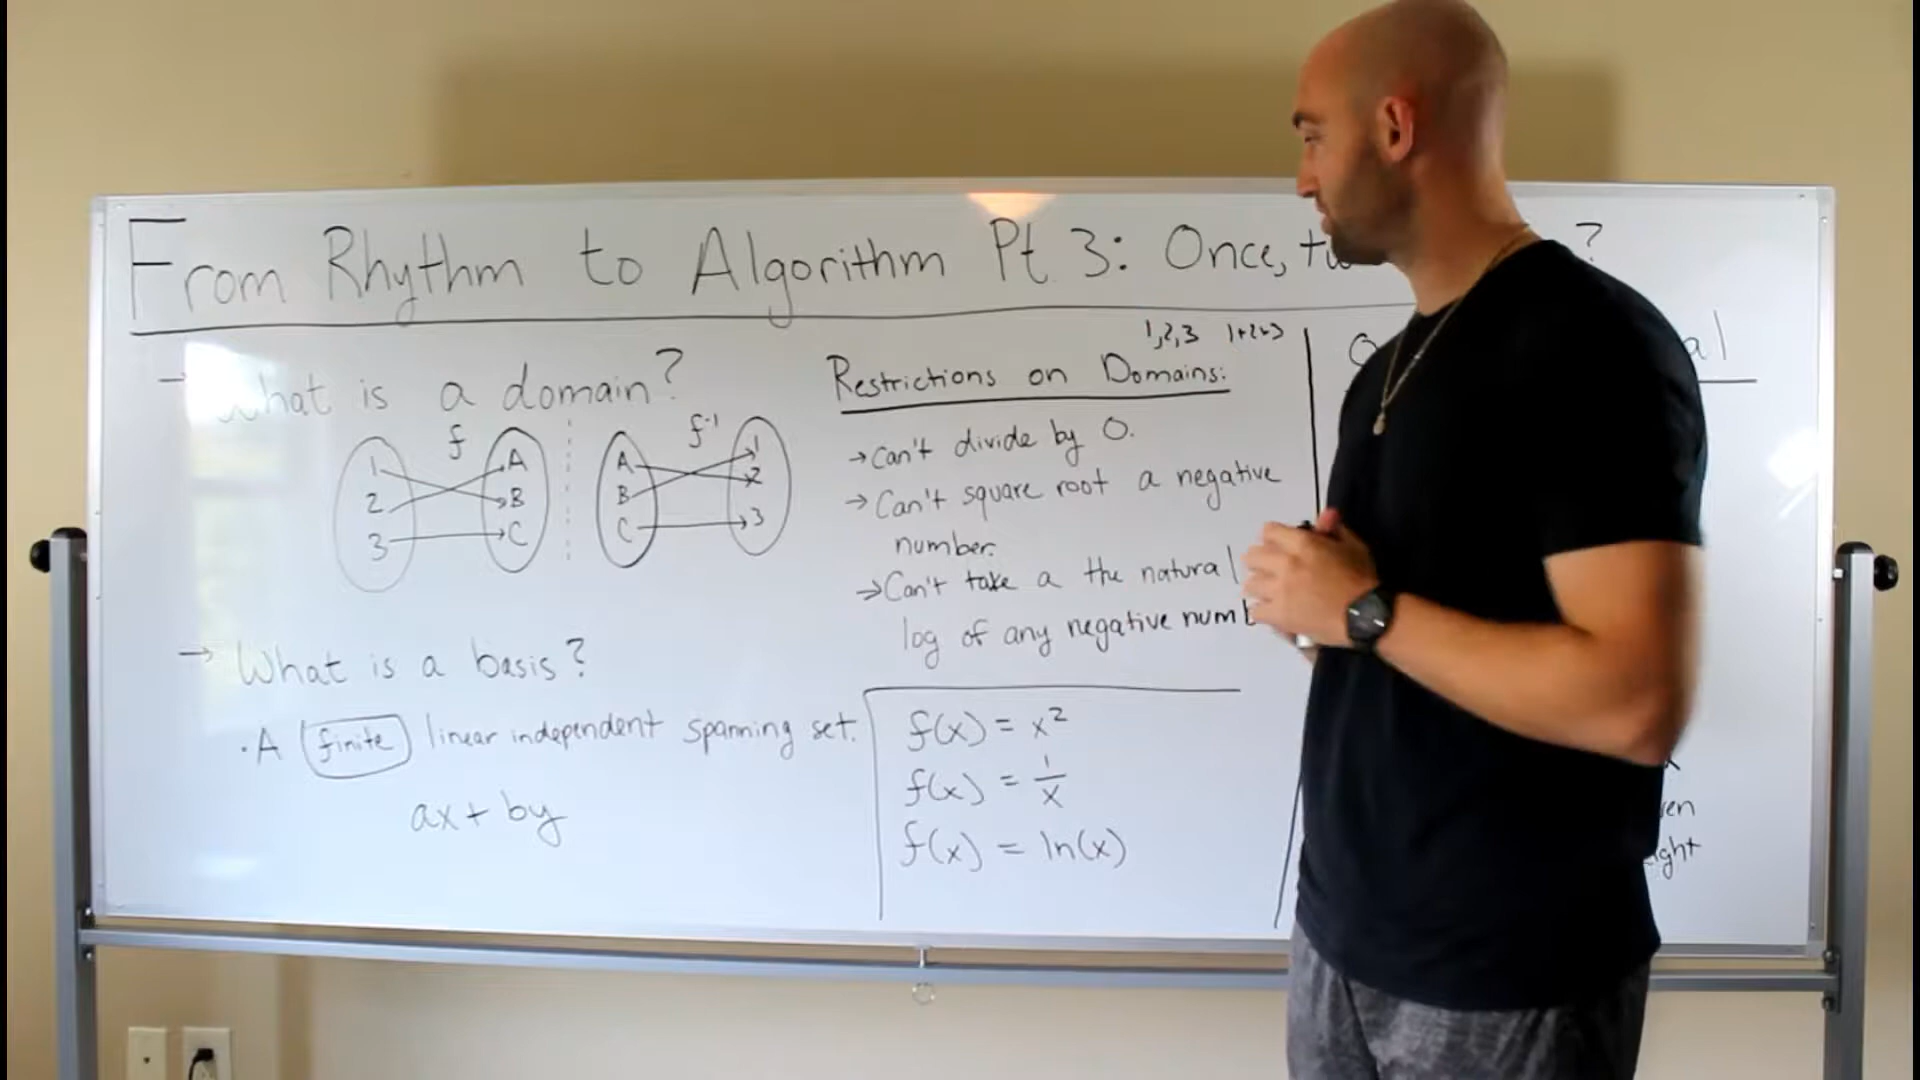 From Rhythm to Algorithm Pt 3: Once, ?
→ What is a domain?
f
1
2
3
A
B
C
f⁻¹
A
B
C
1
2
3
→ What is a basis?
· A finite linear independent spanning set.
ax + by
1,2,3 1+2+3
Restrictions on Domains:
→ Can't divide by 0.
→ Can't square root a negative
number.
→ Can't take a the natural
log of any negative
f(x) = x²
f(x) = 1/x
f(x) = ln(x)